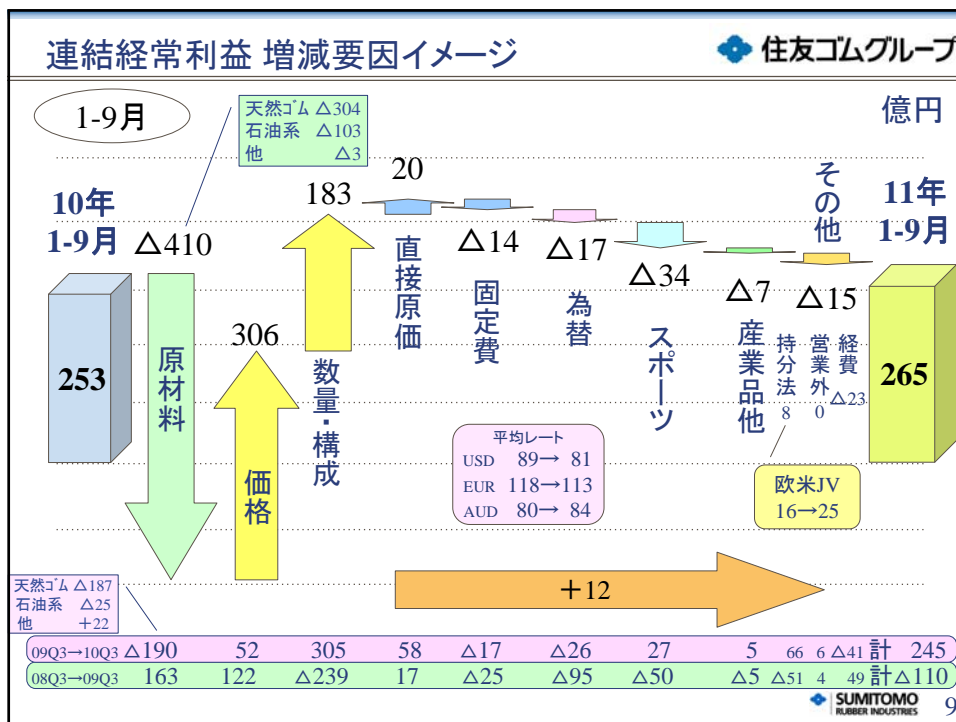 連結経常利益 増減要因イメージ
住友ゴムグループ
1-9月
億円
天然ｺﾞﾑ △304
石油系 △103
他 △3
10年
1-9月
△410
原材料
306
価格
183
数量・構成
20
直接原価
△14
固定費
△17
為替
△34
スポーツ
△7
産業品他
その他
△15
持分法
8
営業外
0
経費
△23
11年
1-9月
253
265
平均レート
USD 89→ 81
EUR 118→113
AUD 80→ 84
欧米JV
16→25
＋12
天然ｺﾞﾑ △187
石油系 △25
他 +22
09Q3→10Q3 △190 52 305 58 △17 △26 27 5 66 6 △41 計 245
08Q3→09Q3 163 122 △239 17 △25 △95 △50 △5 △51 4 49 計△110
SUMITOMO
RUBBER INDUSTRIES
9